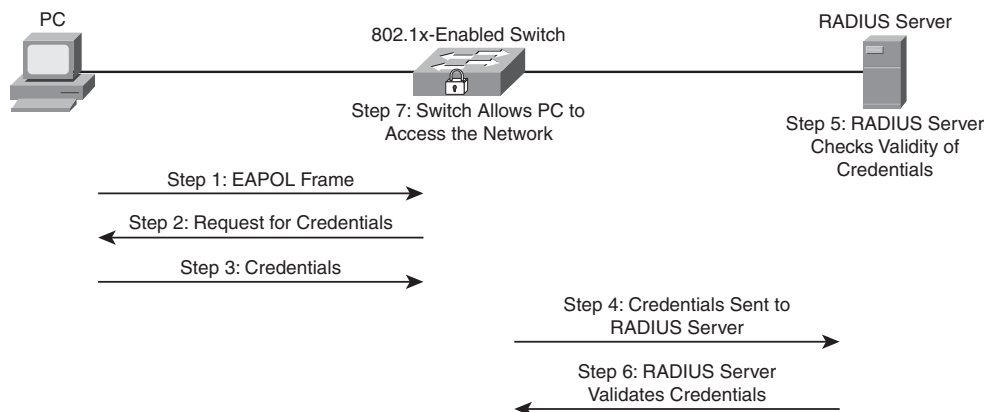 PC
802.1x-Enabled Switch
RADIUS Server
Step 7: Switch Allows PC to
Access the Network
Step 5: RADIUS Server
Checks Validity of
Credentials
Step 1: EAPOL Frame
Step 2: Request for Credentials
Step 3: Credentials
Step 4: Credentials Sent to
RADIUS Server
Step 6: RADIUS Server
Validates Credentials